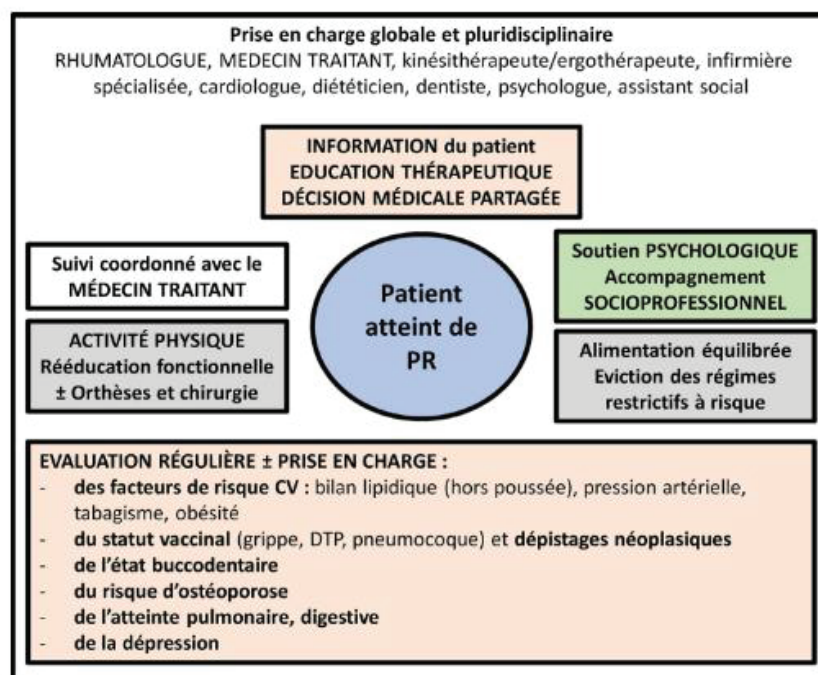 Prise en charge globale et pluridisciplinaire
RHUMATOLOGUE, MEDECIN TRAITANT, kinésithérapeute/ergothérapeute, infirmière
spécialisée, cardiologue, diététicien, dentiste, psychologue, assistant social
INFORMATION du patient
EDUCATION THÉRAPEUTIQUE
DÉCISION MÉDICALE PARTAGÉE
Suivi coordonné avec le
MÉDECIN TRAITANT
ACTIVITÉ PHYSIQUE
Rééducation fonctionnelle
± Orthèses et chirurgie
Patient
atteint de
PR
Soutien PSYCHOLOGIQUE
Accompagnement
SOCIOPROFESSIONNEL
Alimentation équilibrée
Eviction des régimes
restrictifs à risque
EVALUATION RÉGULIÈRE ± PRISE EN CHARGE :
- des facteurs de risque CV : bilan lipidique (hors poussée), pression artérielle,
tabagisme, obésité
- du statut vaccinal (grippe, DTP, pneumocoque) et dépistages néoplasiques
- de l'état buccodentaire
- du risque d'ostéoporose
- de l'atteinte pulmonaire, digestive
- de la dépression